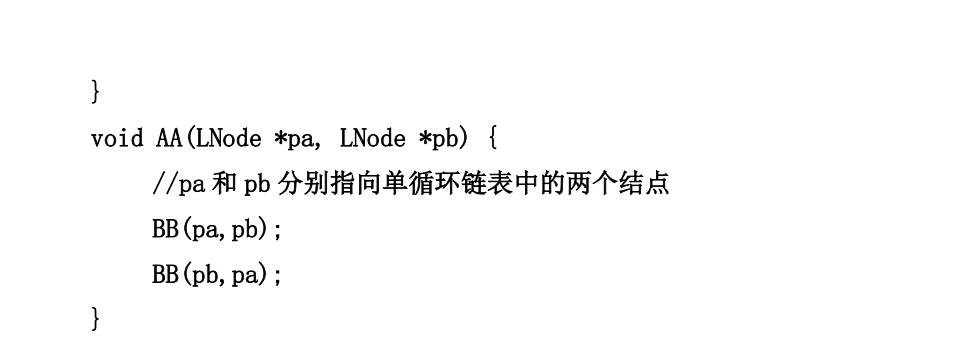 }
void AA(LNode *pa, LNode *pb) {
//pa 和 pb 分别指向单循环链表中的两个结点
BB(pa,pb);
BB(pb,pa);
}